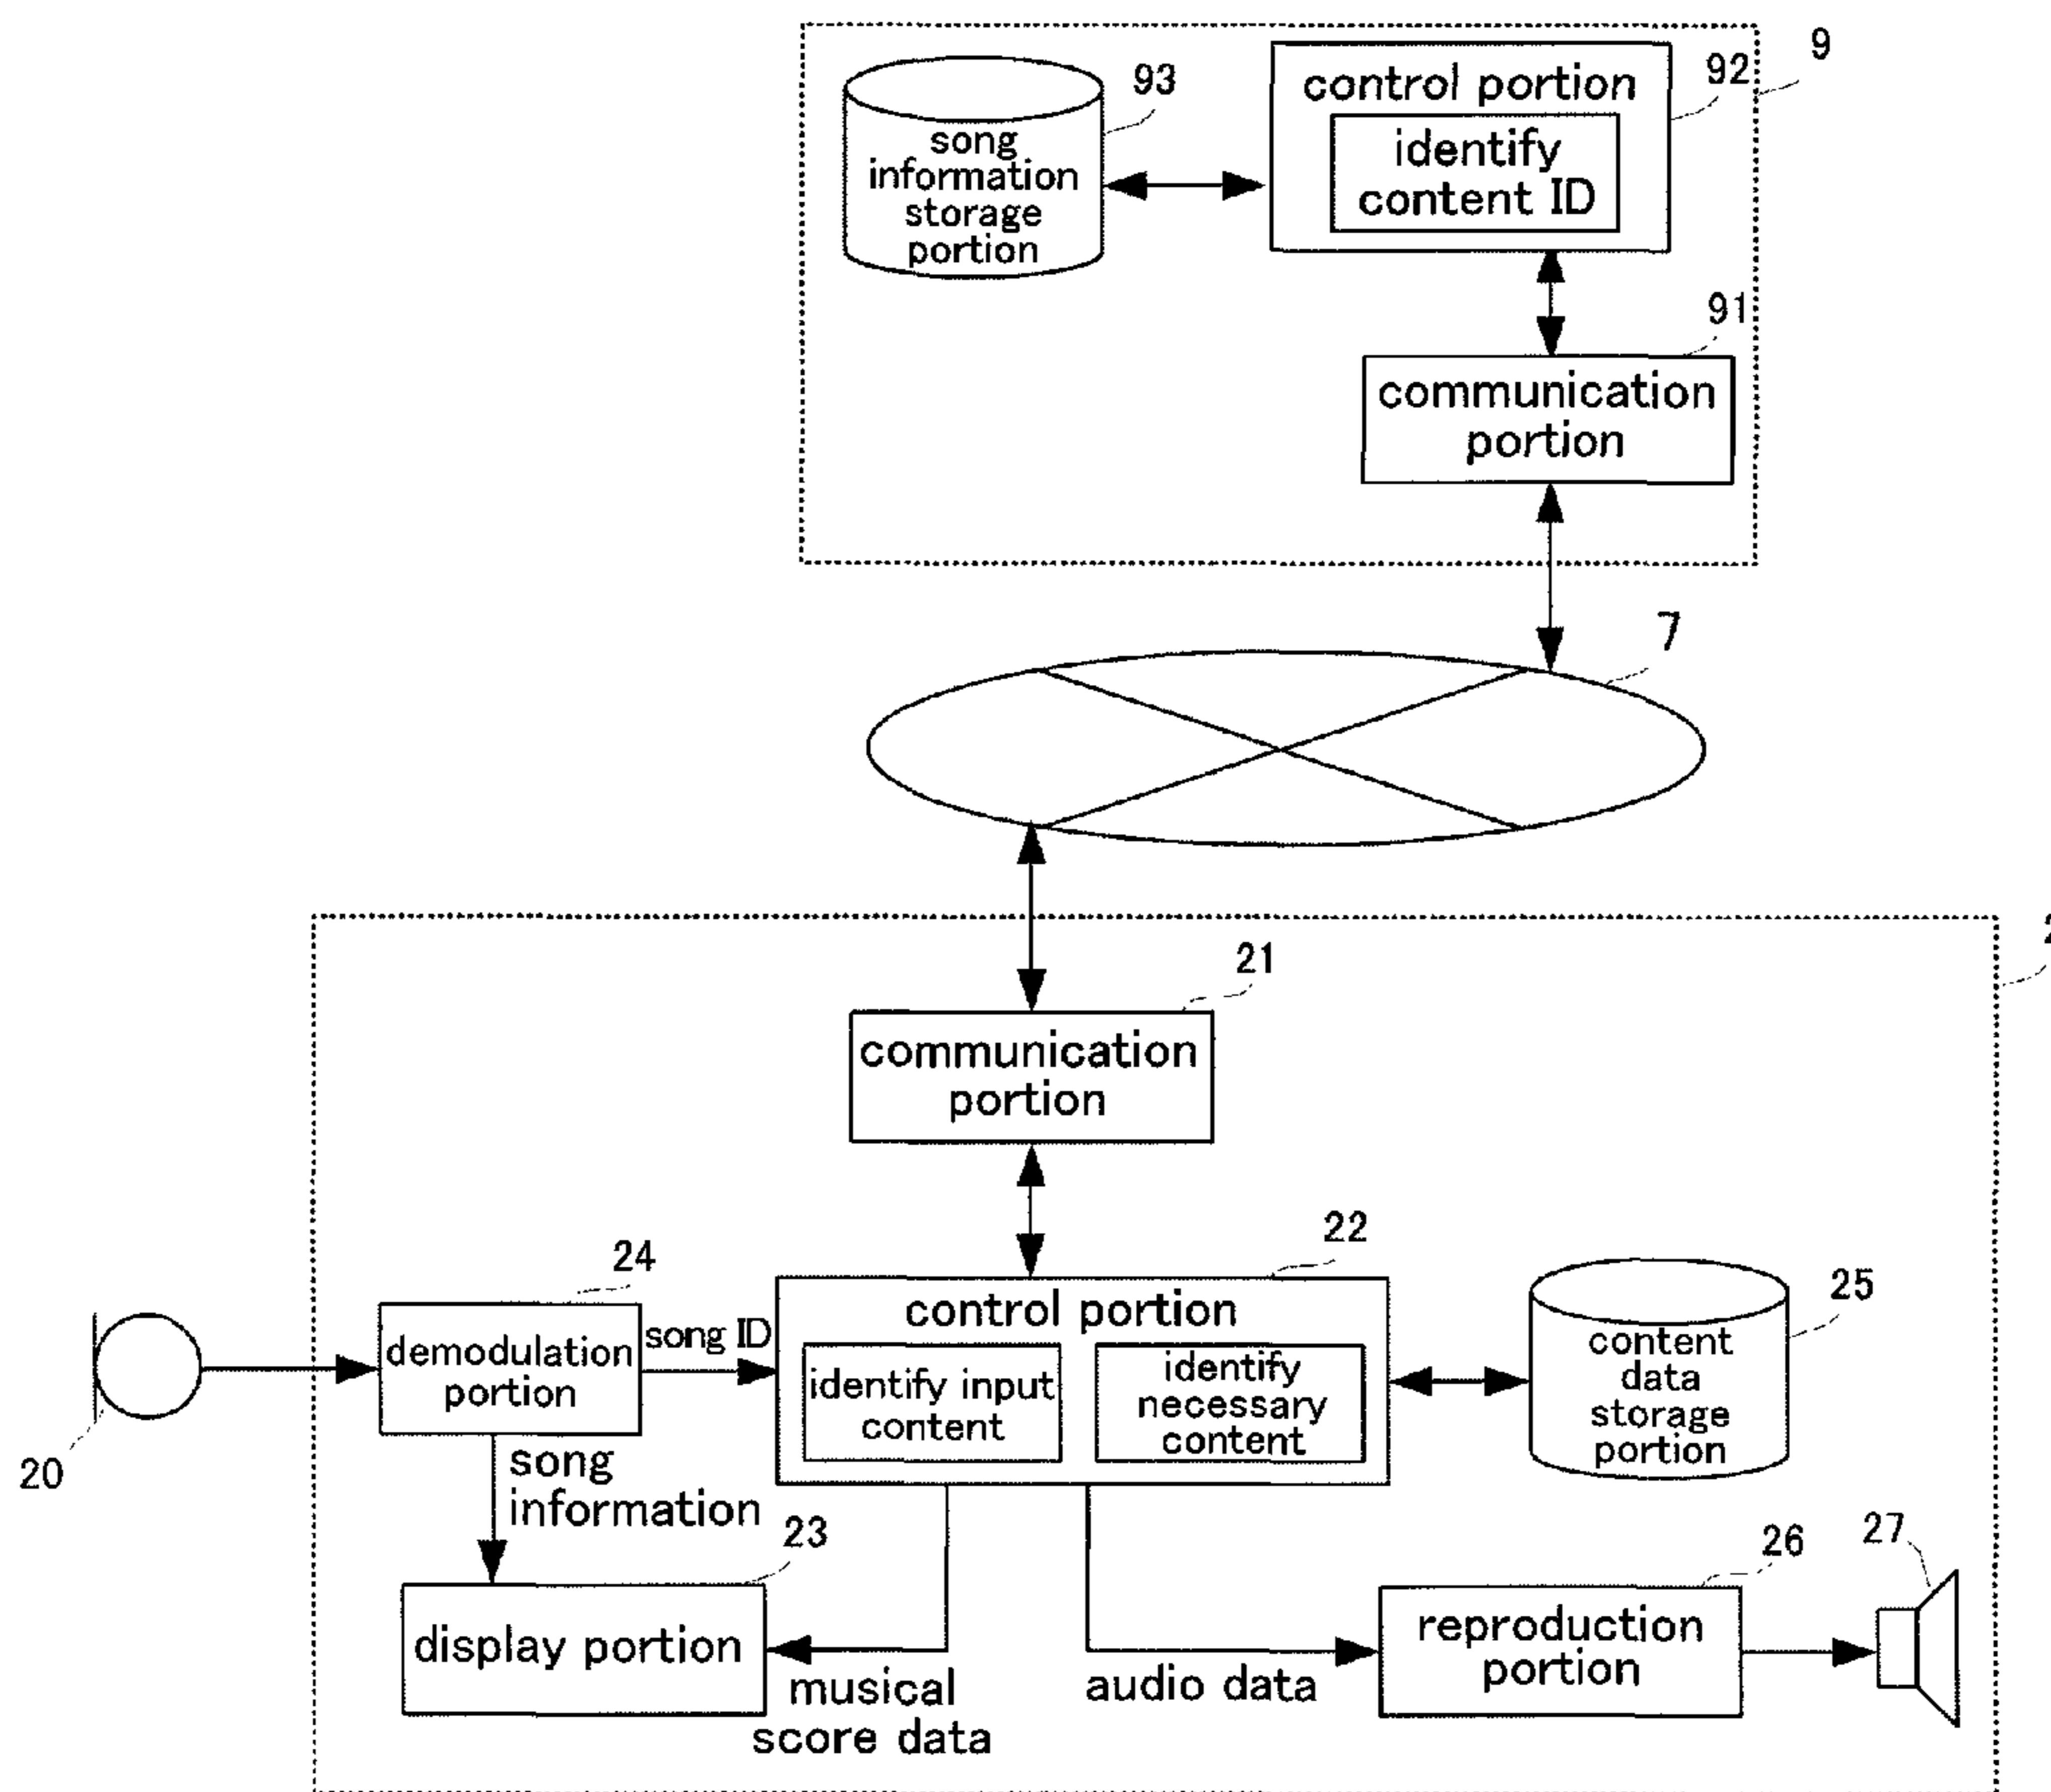 9
93
92
control portion
identify
content ID
song
information
storage
portion
91
communication
portion
7
2
21
communication
portion
22
24
25
control portion
song ID
demodulation
portion
identify input
content
identify
necessary
content
content
data
storage
portion
20
song
information
23
26
27
display portion
reproduction
portion
musical
score data
audio data